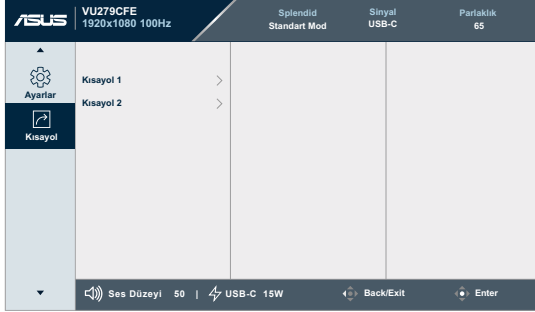 ASUS
VU279CFE
1920x1080 100Hz
Splendid
Standart Mod
Sinyal
USB-C
Parlaklık
65
Ayarlar
Kısayol
Kısayol 1
Kısayol 2
Ses Düzeyi 50 | USB-C 15W Back/Exit Enter